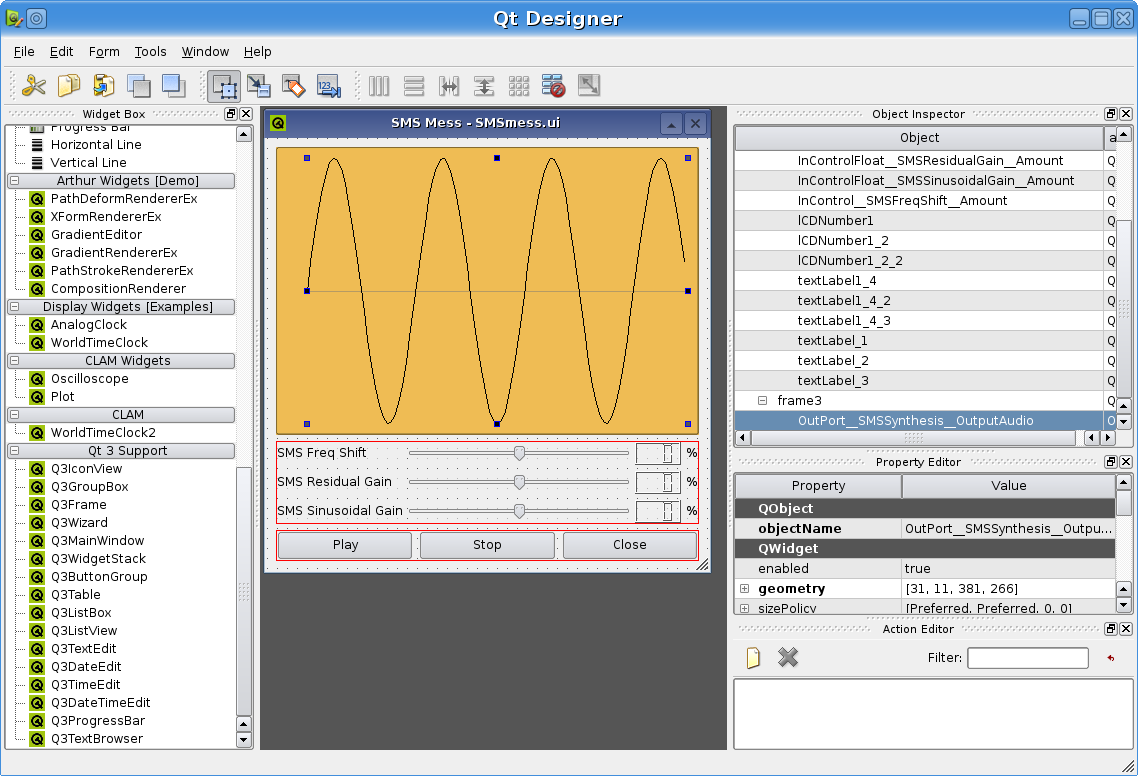 Qt Designer
File Edit Form Tools Window Help
Widget Box
Progress Bar
Horizontal Line
Vertical Line
Arthur Widgets [Demo]
PathDeformRendererEx
XFormRendererEx
GradientEditor
GradientRendererEx
PathStrokeRendererEx
CompositionRenderer
Display Widgets [Examples]
AnalogClock
WorldTimeClock
CLAM Widgets
Oscilloscope
Plot
CLAM
WorldTimeClock2
Qt 3 Support
Q3IconView
Q3GroupBox
Q3Frame
Q3Wizard
Q3MainWindow
Q3WidgetStack
Q3ButtonGroup
Q3Table
Q3ListBox
Q3ListView
Q3TextEdit
Q3DateEdit
Q3TimeEdit
Q3DateTimeEdit
Q3ProgressBar
Q3TextBrowser
SMS Mess - SMSmess.ui
SMS Freq Shift 0 %
SMS Residual Gain 0 %
SMS Sinusoidal Gain 0 %
Play Stop Close
Object Inspector
Object a
InControlFloat__SMSResidualGain__Amount Q
InControlFloat__SMSSinusoidalGain__Amount Q
InControl__SMSFreqShift__Amount Q
lCDNumber1 Q
lCDNumber1_2 Q
lCDNumber1_2_2 Q
textLabel1_4 Q
textLabel1_4_2 Q
textLabel1_4_3 Q
textLabel_1 Q
textLabel_2 Q
textLabel_3 Q
frame3 Q
OutPort__SMSSynthesis__OutputAudio O
Property Editor
Property Value
QObject
objectName OutPort__SMSSynthesis__Outpu...
QWidget
enabled true
geometry [31, 11, 381, 266]
sizePolicy [Preferred, Preferred, 0, 0]
Action Editor
Filter: